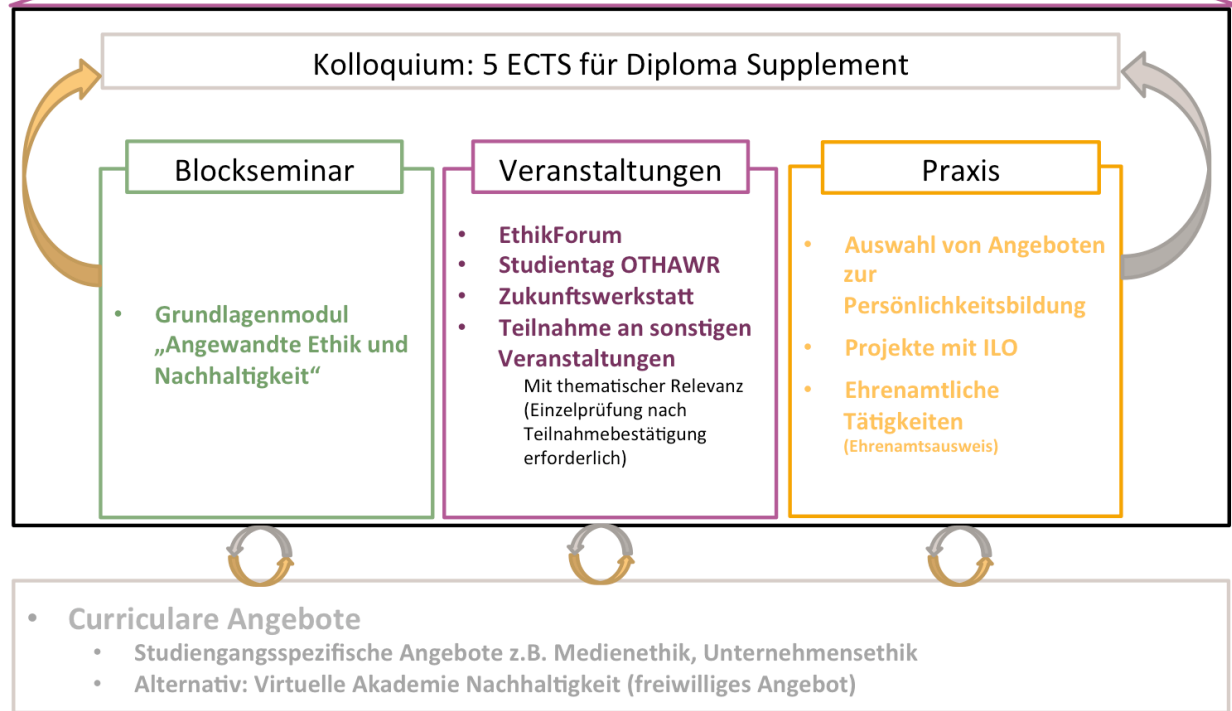 Kolloquium: 5 ECTS für Diploma Supplement
Blockseminar
• Grundlagenmodul
„Angewandte Ethik und
Nachhaltigkeit“
Veranstaltungen
• EthikForum
• Studientag OTHAWR
• Zukunftswerkstatt
• Teilnahme an sonstigen
Veranstaltungen
Mit thematischer Relevanz
(Einzelprüfung nach
Teilnahmebestätigung
erforderlich)
Praxis
• Auswahl von Angeboten
zur
Persönlichkeitsbildung
• Projekte mit ILO
• Ehrenamtliche
Tätigkeiten
(Ehrenamtsausweis)
• Curriculare Angebote
• Studiengangsspezifische Angebote z.B. Medienethik, Unternehmensethik
• Alternativ: Virtuelle Akademie Nachhaltigkeit (freiwilliges Angebot)